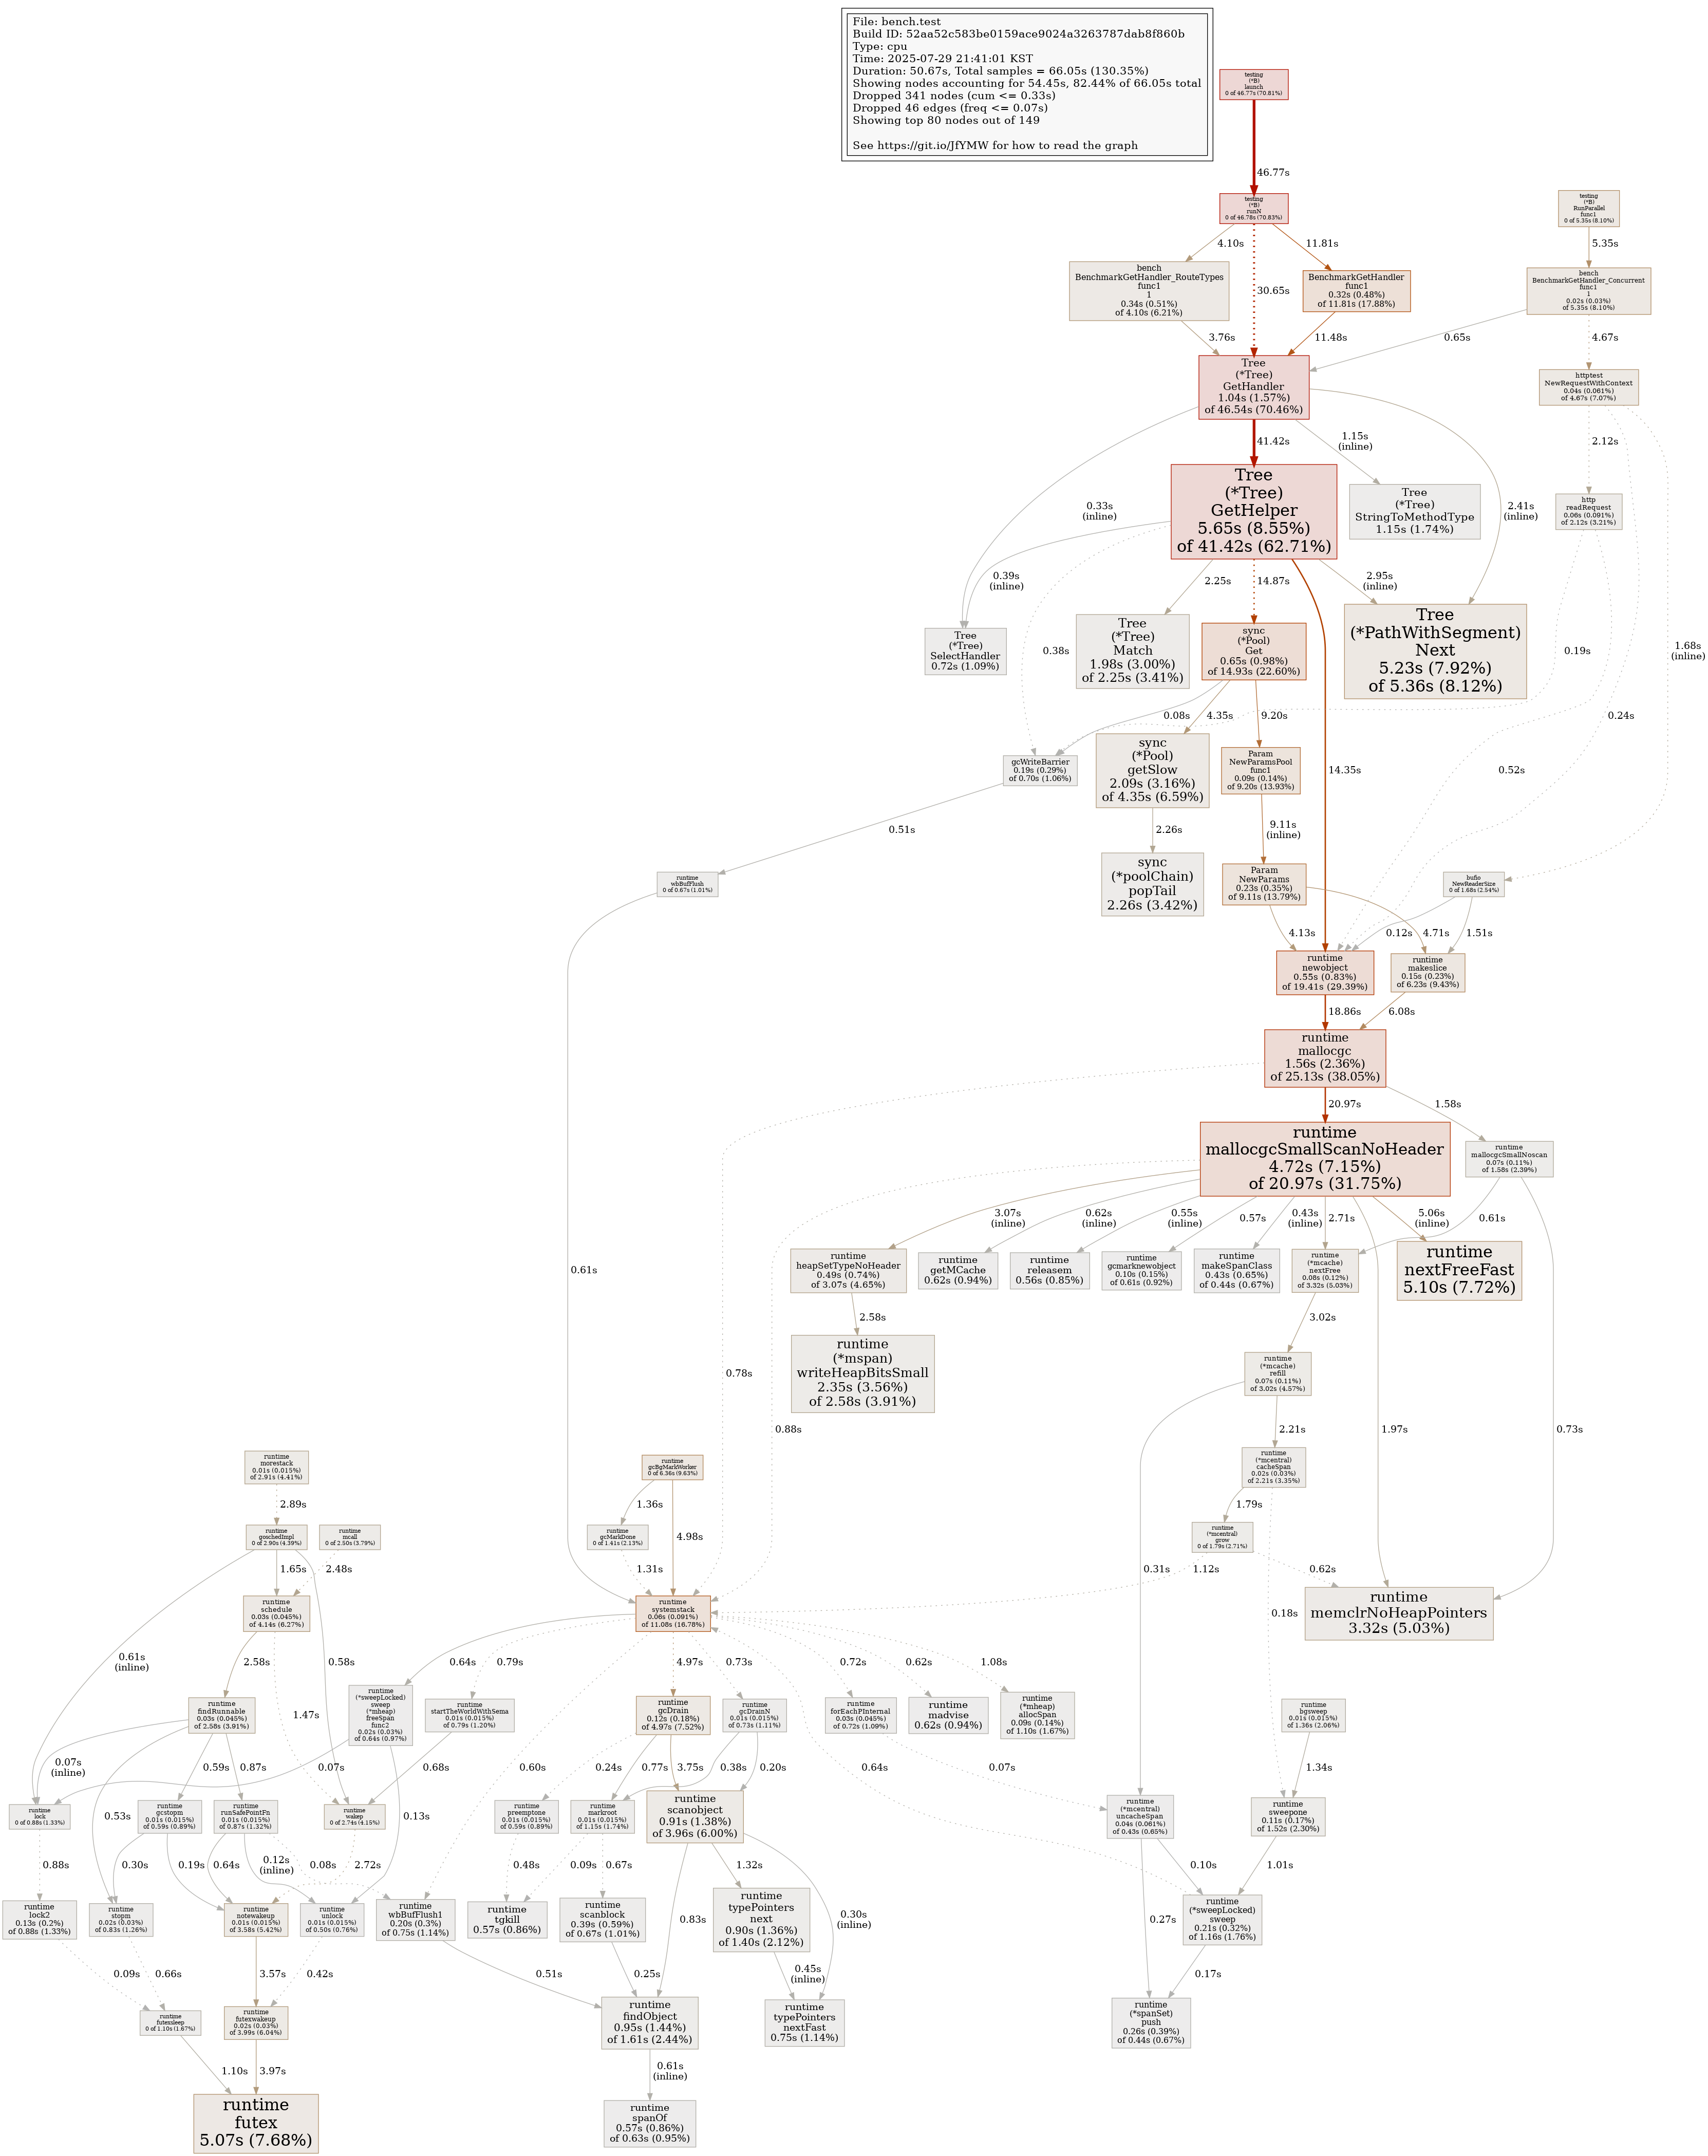 File: bench.test
Build ID: 52aa52c583be0159ace9024a3263787dab8f860b
Type: cpu
Time: 2025-07-29 21:41:01 KST
Duration: 50.67s, Total samples = 66.05s (130.35%)
Showing nodes accounting for 54.45s, 82.44% of 66.05s total
Dropped 341 nodes (cum <= 0.33s)
Dropped 46 edges (freq <= 0.07s)
Showing top 80 nodes out of 149
See https://git.io/JfYMW for how to read the graph
testing
(*B)
launch
0 of 46.77s (70.81%)
46.77s
testing
(*B)
runN
0 of 46.78s (70.83%)
testing
(*B)
RunParallel
func1
0 of 5.35s (8.10%)
4.10s
30.65s
11.81s
5.35s
bench
BenchmarkGetHandler_RouteTypes
func1
1
0.34s (0.51%)
of 4.10s (6.21%)
BenchmarkGetHandler
func1
0.32s (0.48%)
of 11.81s (17.88%)
bench
BenchmarkGetHandler_Concurrent
func1
1
0.02s (0.03%)
of 5.35s (8.10%)
3.76s
11.48s
0.65s
4.67s
Tree
(*Tree)
GetHandler
1.04s (1.57%)
of 46.54s (70.46%)
httptest
NewRequestWithContext
0.04s (0.061%)
of 4.67s (7.07%)
41.42s
1.15s
(inline)
2.12s
Tree
(*Tree)
GetHelper
5.65s (8.55%)
of 41.42s (62.71%)
Tree
(*Tree)
StringToMethodType
1.15s (1.74%)
http
readRequest
0.06s (0.091%)
of 2.12s (3.21%)
0.33s
(inline)
2.41s
(inline)
0.39s
(inline)
2.25s
14.87s
2.95s
(inline)
Tree
(*Tree)
SelectHandler
0.72s (1.09%)
0.38s
Tree
(*Tree)
Match
1.98s (3.00%)
of 2.25s (3.41%)
sync
(*Pool)
Get
0.65s (0.98%)
of 14.93s (22.60%)
Tree
(*PathWithSegment)
Next
5.23s (7.92%)
of 5.36s (8.12%)
0.19s
1.68s
(inline)
0.08s
4.35s
9.20s
0.24s
gcWriteBarrier
0.19s (0.29%)
of 0.70s (1.06%)
sync
(*Pool)
getSlow
2.09s (3.16%)
of 4.35s (6.59%)
Param
NewParamsPool
func1
0.09s (0.14%)
of 9.20s (13.93%)
14.35s
0.52s
0.51s
2.26s
9.11s
(inline)
runtime
wbBufFlush
0 of 0.67s (1.01%)
sync
(*poolChain)
popTail
2.26s (3.42%)
Param
NewParams
0.23s (0.35%)
of 9.11s (13.79%)
bufio
NewReaderSize
0 of 1.68s (2.54%)
4.13s
0.12s
4.71s
1.51s
runtime
newobject
0.55s (0.83%)
of 19.41s (29.39%)
runtime
makeslice
0.15s (0.23%)
of 6.23s (9.43%)
18.86s
6.08s
runtime
mallocgc
1.56s (2.36%)
of 25.13s (38.05%)
20.97s
1.58s
runtime
mallocgcSmallScanNoHeader
4.72s (7.15%)
of 20.97s (31.75%)
runtime
mallocgcSmallNoscan
0.07s (0.11%)
of 1.58s (2.39%)
3.07s
(inline)
0.62s
(inline)
0.55s
(inline)
0.57s
0.43s
(inline)
2.71s
5.06s
(inline)
0.61s
0.61s
runtime
heapSetTypeNoHeader
0.49s (0.74%)
of 3.07s (4.65%)
runtime
getMCache
0.62s (0.94%)
runtime
releasem
0.56s (0.85%)
runtime
gcmarknewobject
0.10s (0.15%)
of 0.61s (0.92%)
runtime
makeSpanClass
0.43s (0.65%)
of 0.44s (0.67%)
runtime
(*mcache)
nextFree
0.08s (0.12%)
of 3.32s (5.03%)
runtime
nextFreeFast
5.10s (7.72%)
2.58s
3.02s
runtime
(*mspan)
writeHeapBitsSmall
2.35s (3.56%)
of 2.58s (3.91%)
0.78s
runtime
(*mcache)
refill
0.07s (0.11%)
of 3.02s (4.57%)
0.88s
2.21s
1.97s
0.73s
runtime
morestack
0.01s (0.015%)
of 2.91s (4.41%)
runtime
gcBgMarkWorker
0 of 6.36s (9.63%)
runtime
(*mcentral)
cacheSpan
0.02s (0.03%)
of 2.21s (3.35%)
2.89s
1.36s
1.79s
runtime
goschedImpl
0 of 2.90s (4.39%)
runtime
mcall
0 of 2.50s (3.79%)
runtime
gcMarkDone
0 of 1.41s (2.13%)
4.98s
runtime
(*mcentral)
grow
0 of 1.79s (2.71%)
1.65s
2.48s
1.31s
0.31s
1.12s
0.62s
runtime
schedule
0.03s (0.045%)
of 4.14s (6.27%)
runtime
systemstack
0.06s (0.091%)
of 11.08s (16.78%)
0.18s
runtime
memclrNoHeapPointers
3.32s (5.03%)
0.61s
(inline)
2.58s
0.58s
0.64s
0.79s
4.97s
0.73s
0.72s
0.62s
1.08s
runtime
findRunnable
0.03s (0.045%)
of 2.58s (3.91%)
1.47s
runtime
(*sweepLocked)
sweep
(*mheap)
freeSpan
func2
0.02s (0.03%)
of 0.64s (0.97%)
runtime
startTheWorldWithSema
0.01s (0.015%)
of 0.79s (1.20%)
runtime
gcDrain
0.12s (0.18%)
of 4.97s (7.52%)
runtime
gcDrainN
0.01s (0.015%)
of 0.73s (1.11%)
runtime
forEachPInternal
0.03s (0.045%)
of 0.72s (1.09%)
runtime
madvise
0.62s (0.94%)
runtime
(*mheap)
allocSpan
0.09s (0.14%)
of 1.10s (1.67%)
runtime
bgsweep
0.01s (0.015%)
of 1.36s (2.06%)
0.07s
(inline)
0.59s
0.87s
0.07s
0.68s
0.60s
0.24s
0.77s
3.75s
0.38s
0.20s
0.64s
0.07s
1.34s
runtime
lock
0 of 0.88s (1.33%)
0.53s
runtime
gcstopm
0.01s (0.015%)
of 0.59s (0.89%)
runtime
runSafePointFn
0.01s (0.015%)
of 0.87s (1.32%)
runtime
wakep
0 of 2.74s (4.15%)
0.13s
runtime
preemptone
0.01s (0.015%)
of 0.59s (0.89%)
runtime
markroot
0.01s (0.015%)
of 1.15s (1.74%)
runtime
scanobject
0.91s (1.38%)
of 3.96s (6.00%)
runtime
(*mcentral)
uncacheSpan
0.04s (0.061%)
of 0.43s (0.65%)
runtime
sweepone
0.11s (0.17%)
of 1.52s (2.30%)
0.88s
0.30s
0.19s
0.64s
0.12s
(inline)
0.08s
2.72s
0.48s
0.09s
0.67s
1.32s
0.10s
1.01s
runtime
lock2
0.13s (0.2%)
of 0.88s (1.33%)
runtime
stopm
0.02s (0.03%)
of 0.83s (1.26%)
runtime
notewakeup
0.01s (0.015%)
of 3.58s (5.42%)
runtime
unlock
0.01s (0.015%)
of 0.50s (0.76%)
runtime
wbBufFlush1
0.20s (0.3%)
of 0.75s (1.14%)
runtime
tgkill
0.57s (0.86%)
runtime
scanblock
0.39s (0.59%)
of 0.67s (1.01%)
0.83s
runtime
typePointers
next
0.90s (1.36%)
of 1.40s (2.12%)
0.30s
(inline)
0.27s
runtime
(*sweepLocked)
sweep
0.21s (0.32%)
of 1.16s (1.76%)
0.09s
0.66s
3.57s
0.42s
0.51s
0.25s
0.45s
(inline)
0.17s
runtime
futexsleep
0 of 1.10s (1.67%)
runtime
futexwakeup
0.02s (0.03%)
of 3.99s (6.04%)
runtime
findObject
0.95s (1.44%)
of 1.61s (2.44%)
runtime
typePointers
nextFast
0.75s (1.14%)
runtime
(*spanSet)
push
0.26s (0.39%)
of 0.44s (0.67%)
1.10s
3.97s
0.61s
(inline)
runtime
futex
5.07s (7.68%)
runtime
spanOf
0.57s (0.86%)
of 0.63s (0.95%)